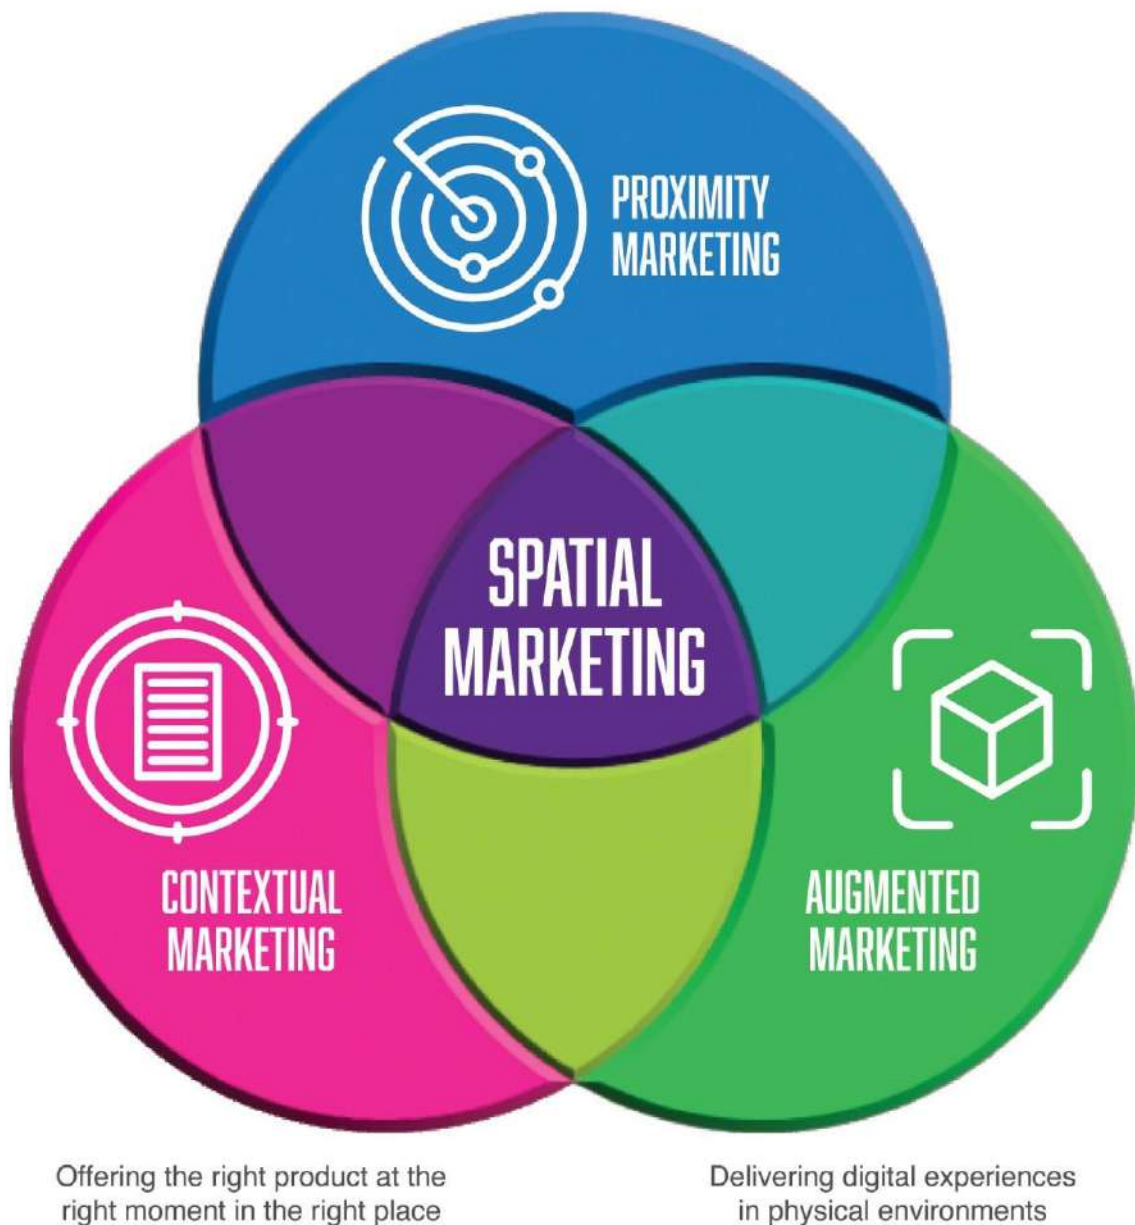 PROXIMITY
MARKETING
SPATIAL
MARKETING
CONTEXTUAL
MARKETING
AUGMENTED
MARKETING
Offering the right product at the
right moment in the right place
Delivering digital experiences
in physical environments